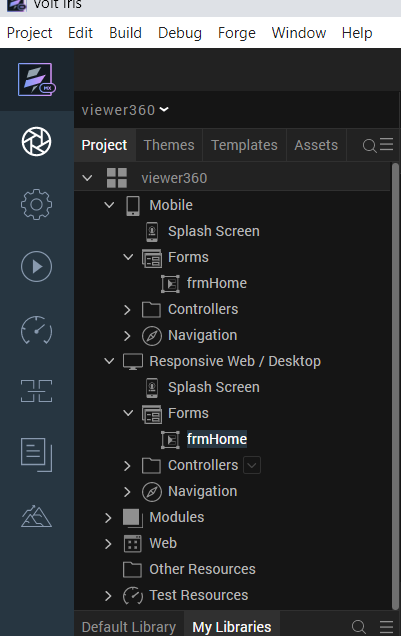 Volt Iris
Project Edit Build Debug Forge Window Help
MX
viewer360
Project Themes Templates Assets
viewer360
Mobile
Splash Screen
Forms
frmHome
Controllers
Navigation
Responsive Web / Desktop
Splash Screen
Forms
frmHome
Controllers
Navigation
Modules
Web
Other Resources
Test Resources
Default Library My Libraries